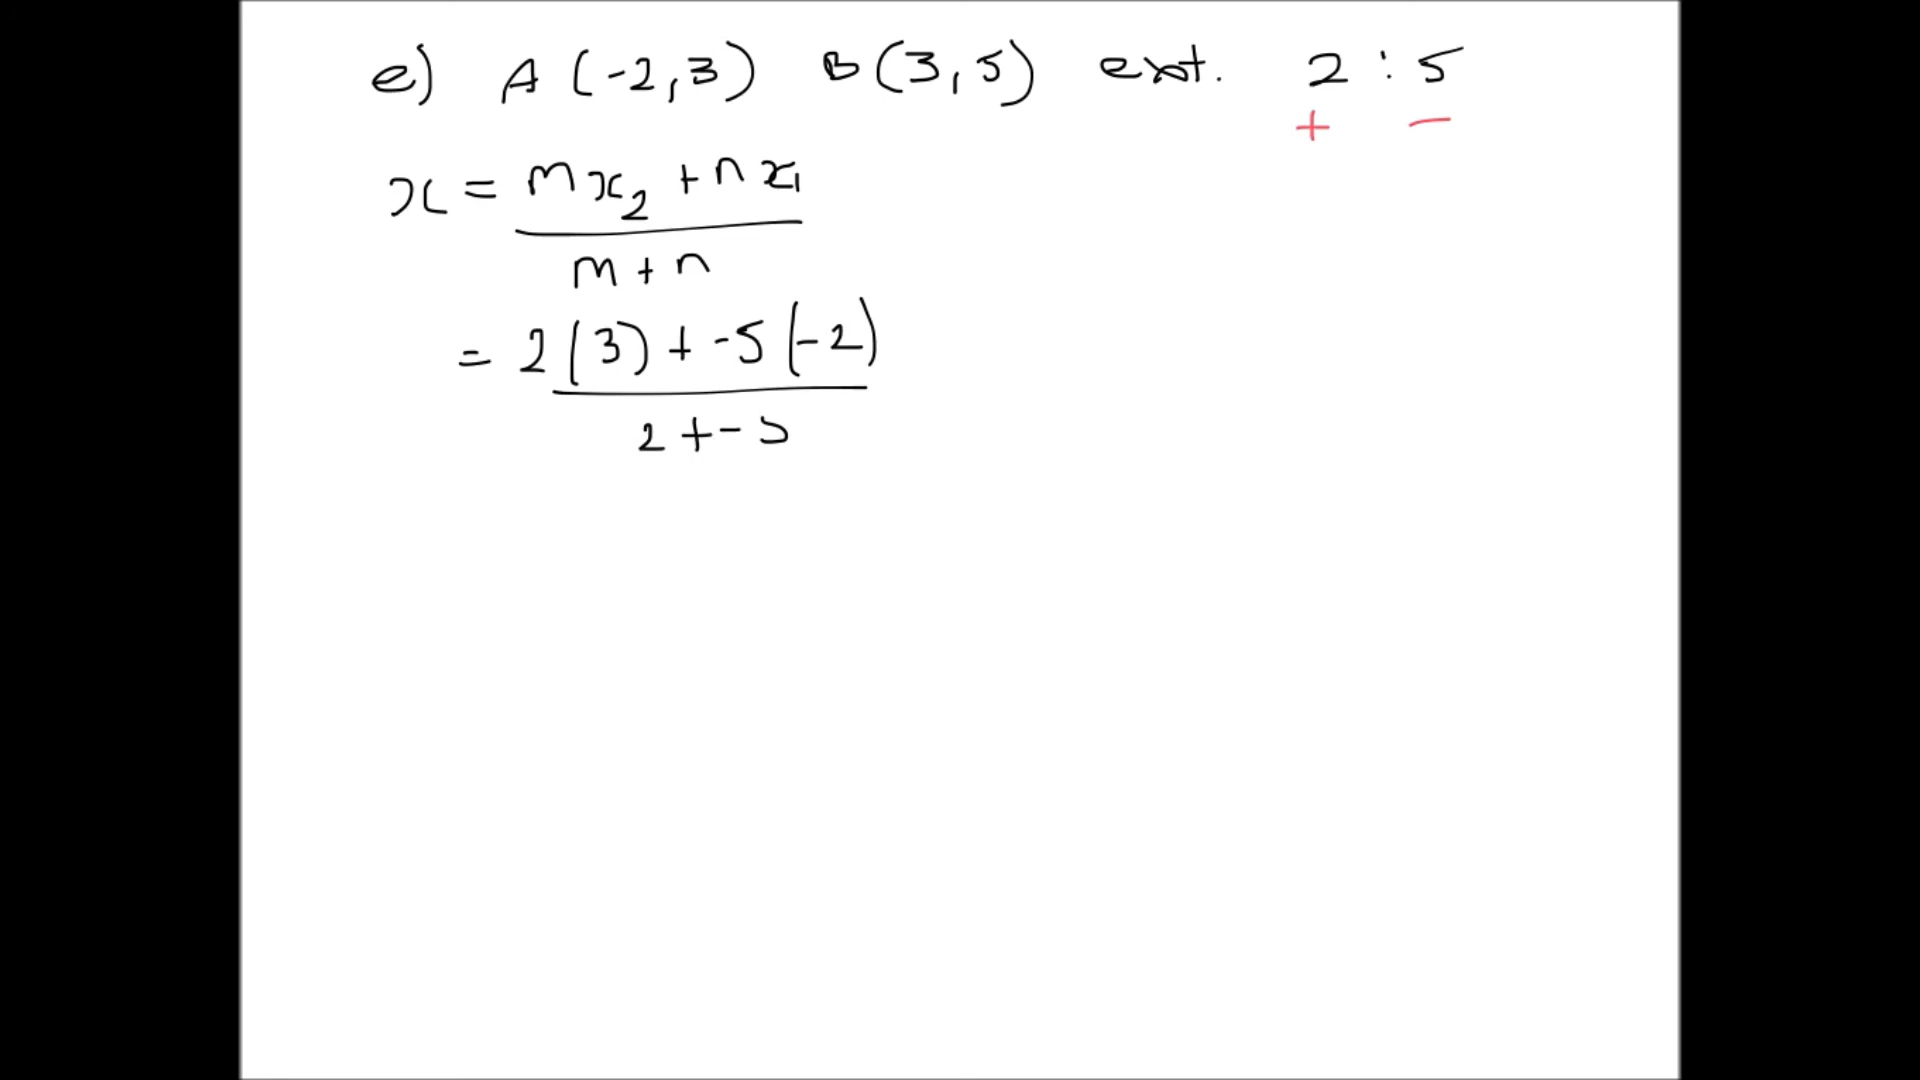 e) A (-2,3) B(3,5) ext. 2 : 5
+ −
x = mx₂ + nx₁
m + n
= 2(3) + -5(-2)
2 + - 5